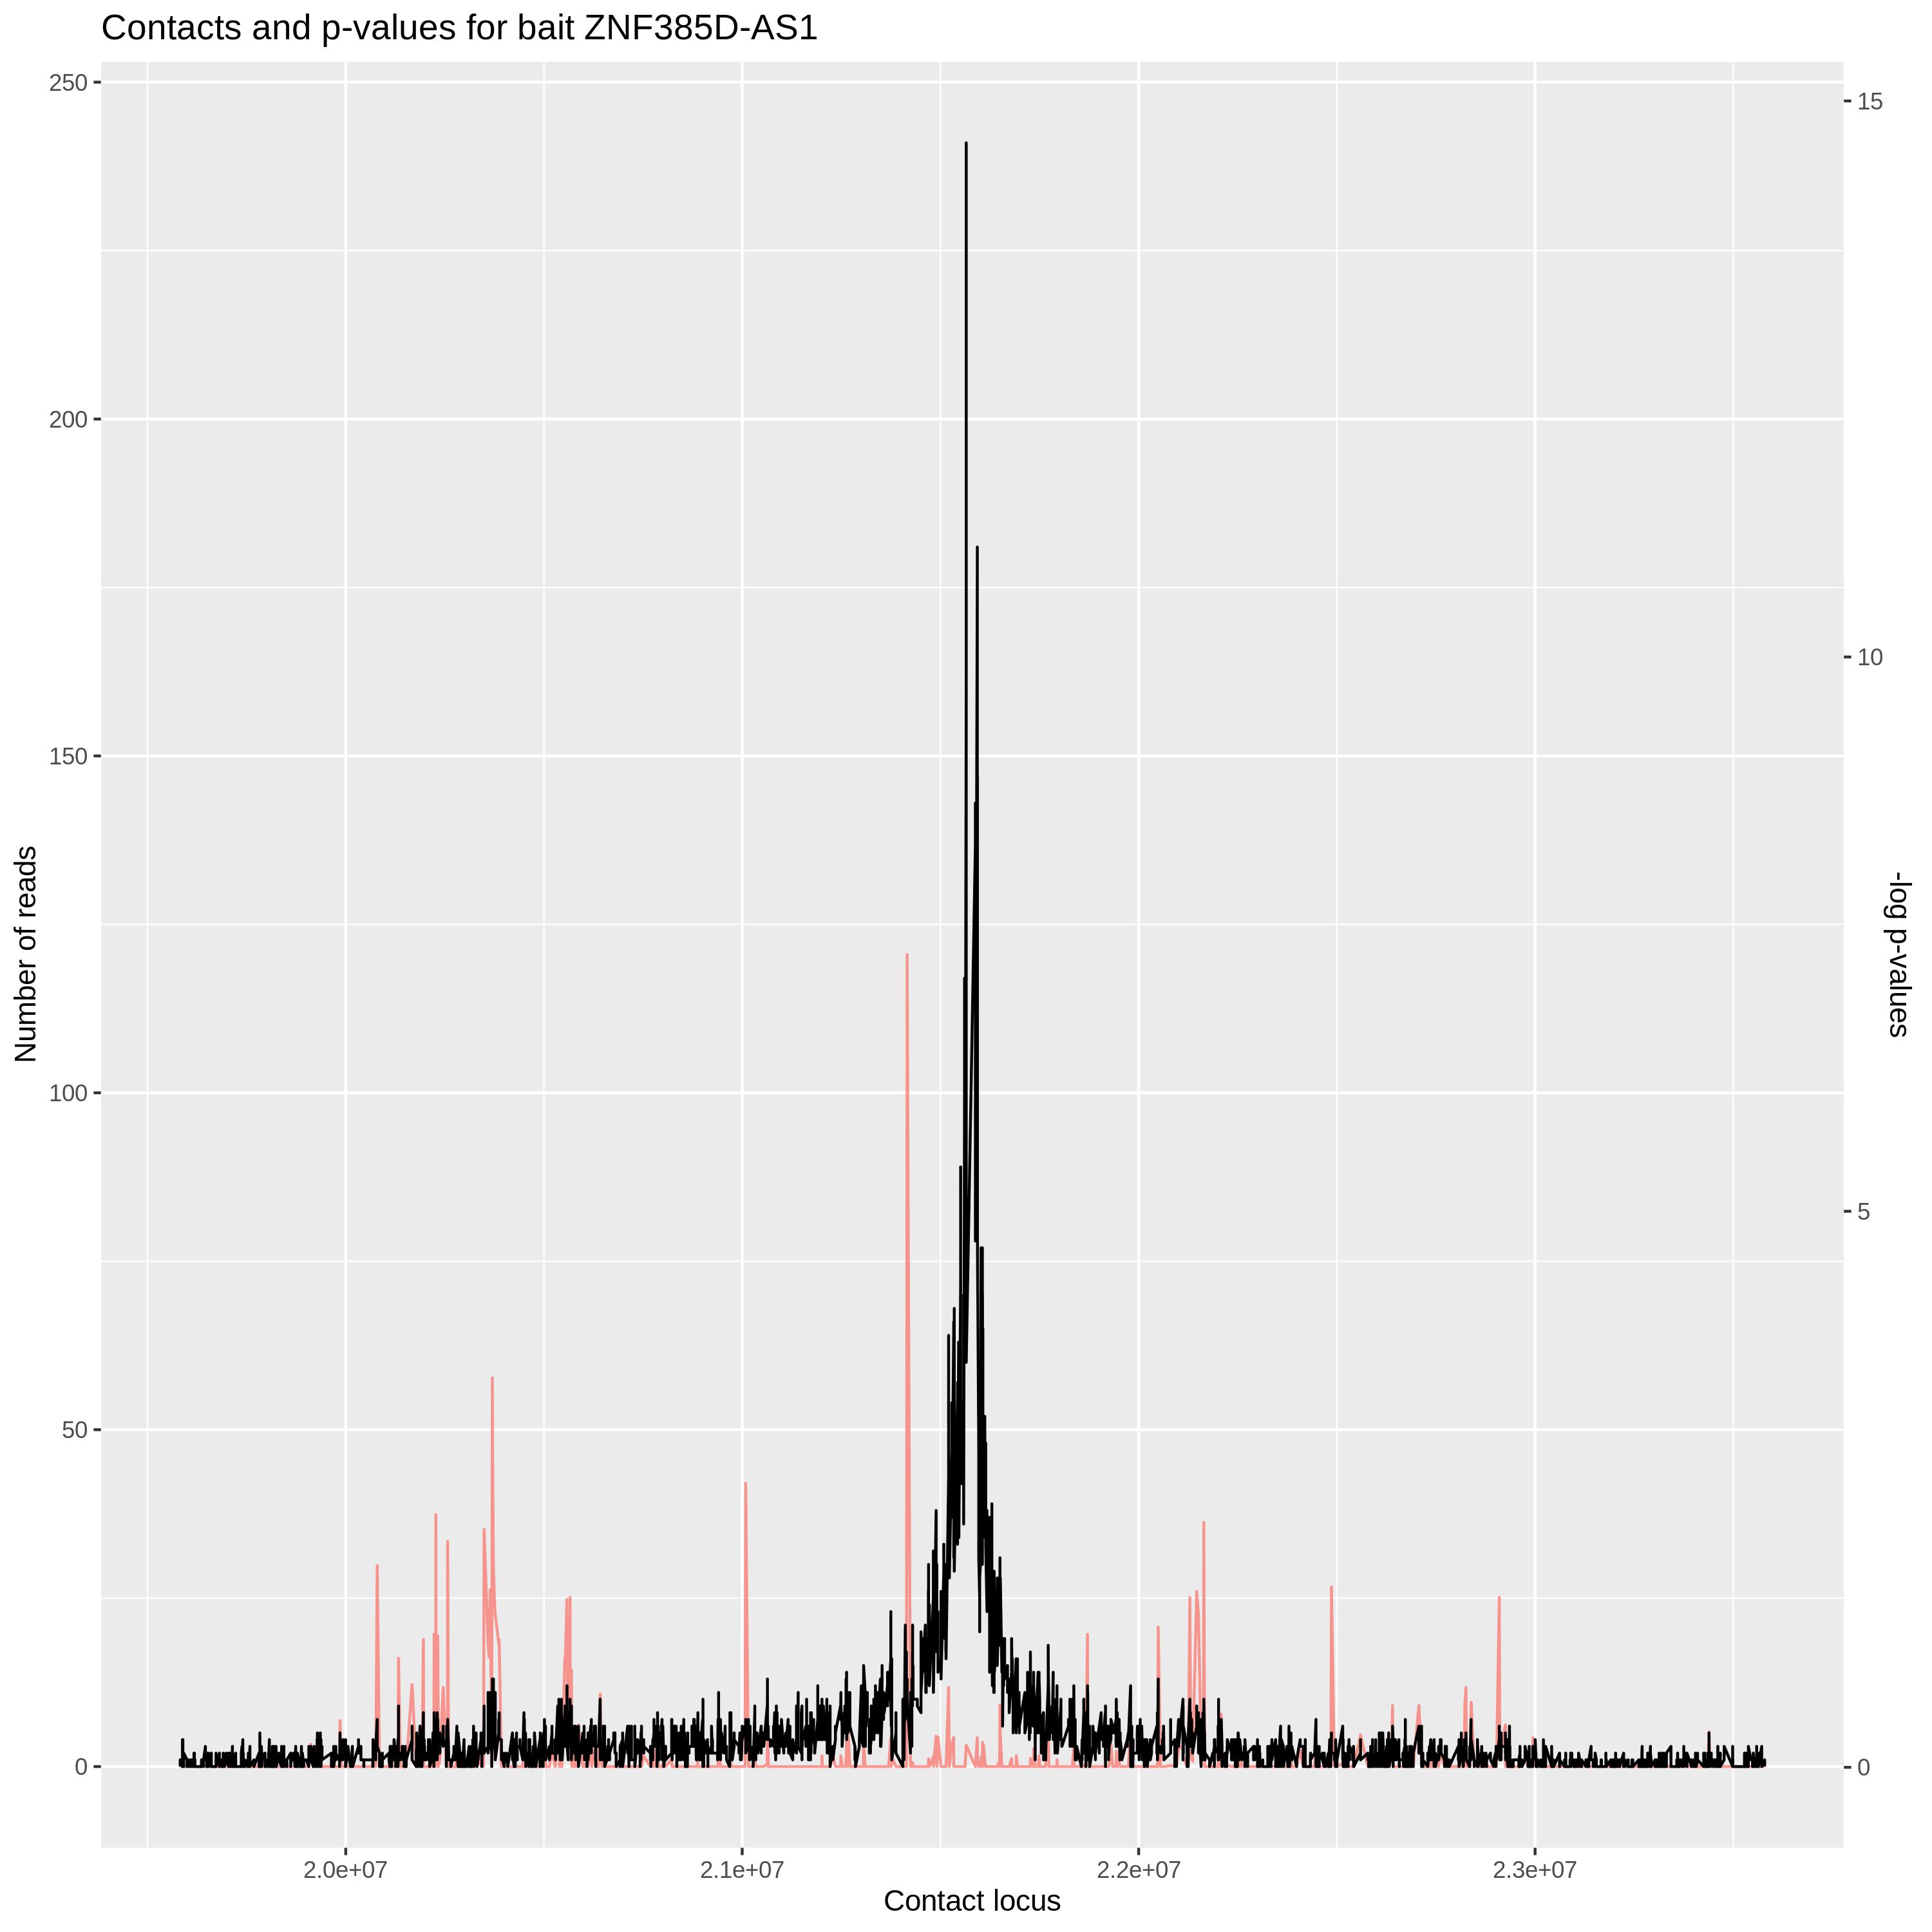 Contacts and p-values for bait ZNF385D-AS1
250
200
150
100
50
0
Number of reads
15
10
5
0
-log p-values
2.0e+07
2.1e+07
2.2e+07
2.3e+07
Contact locus